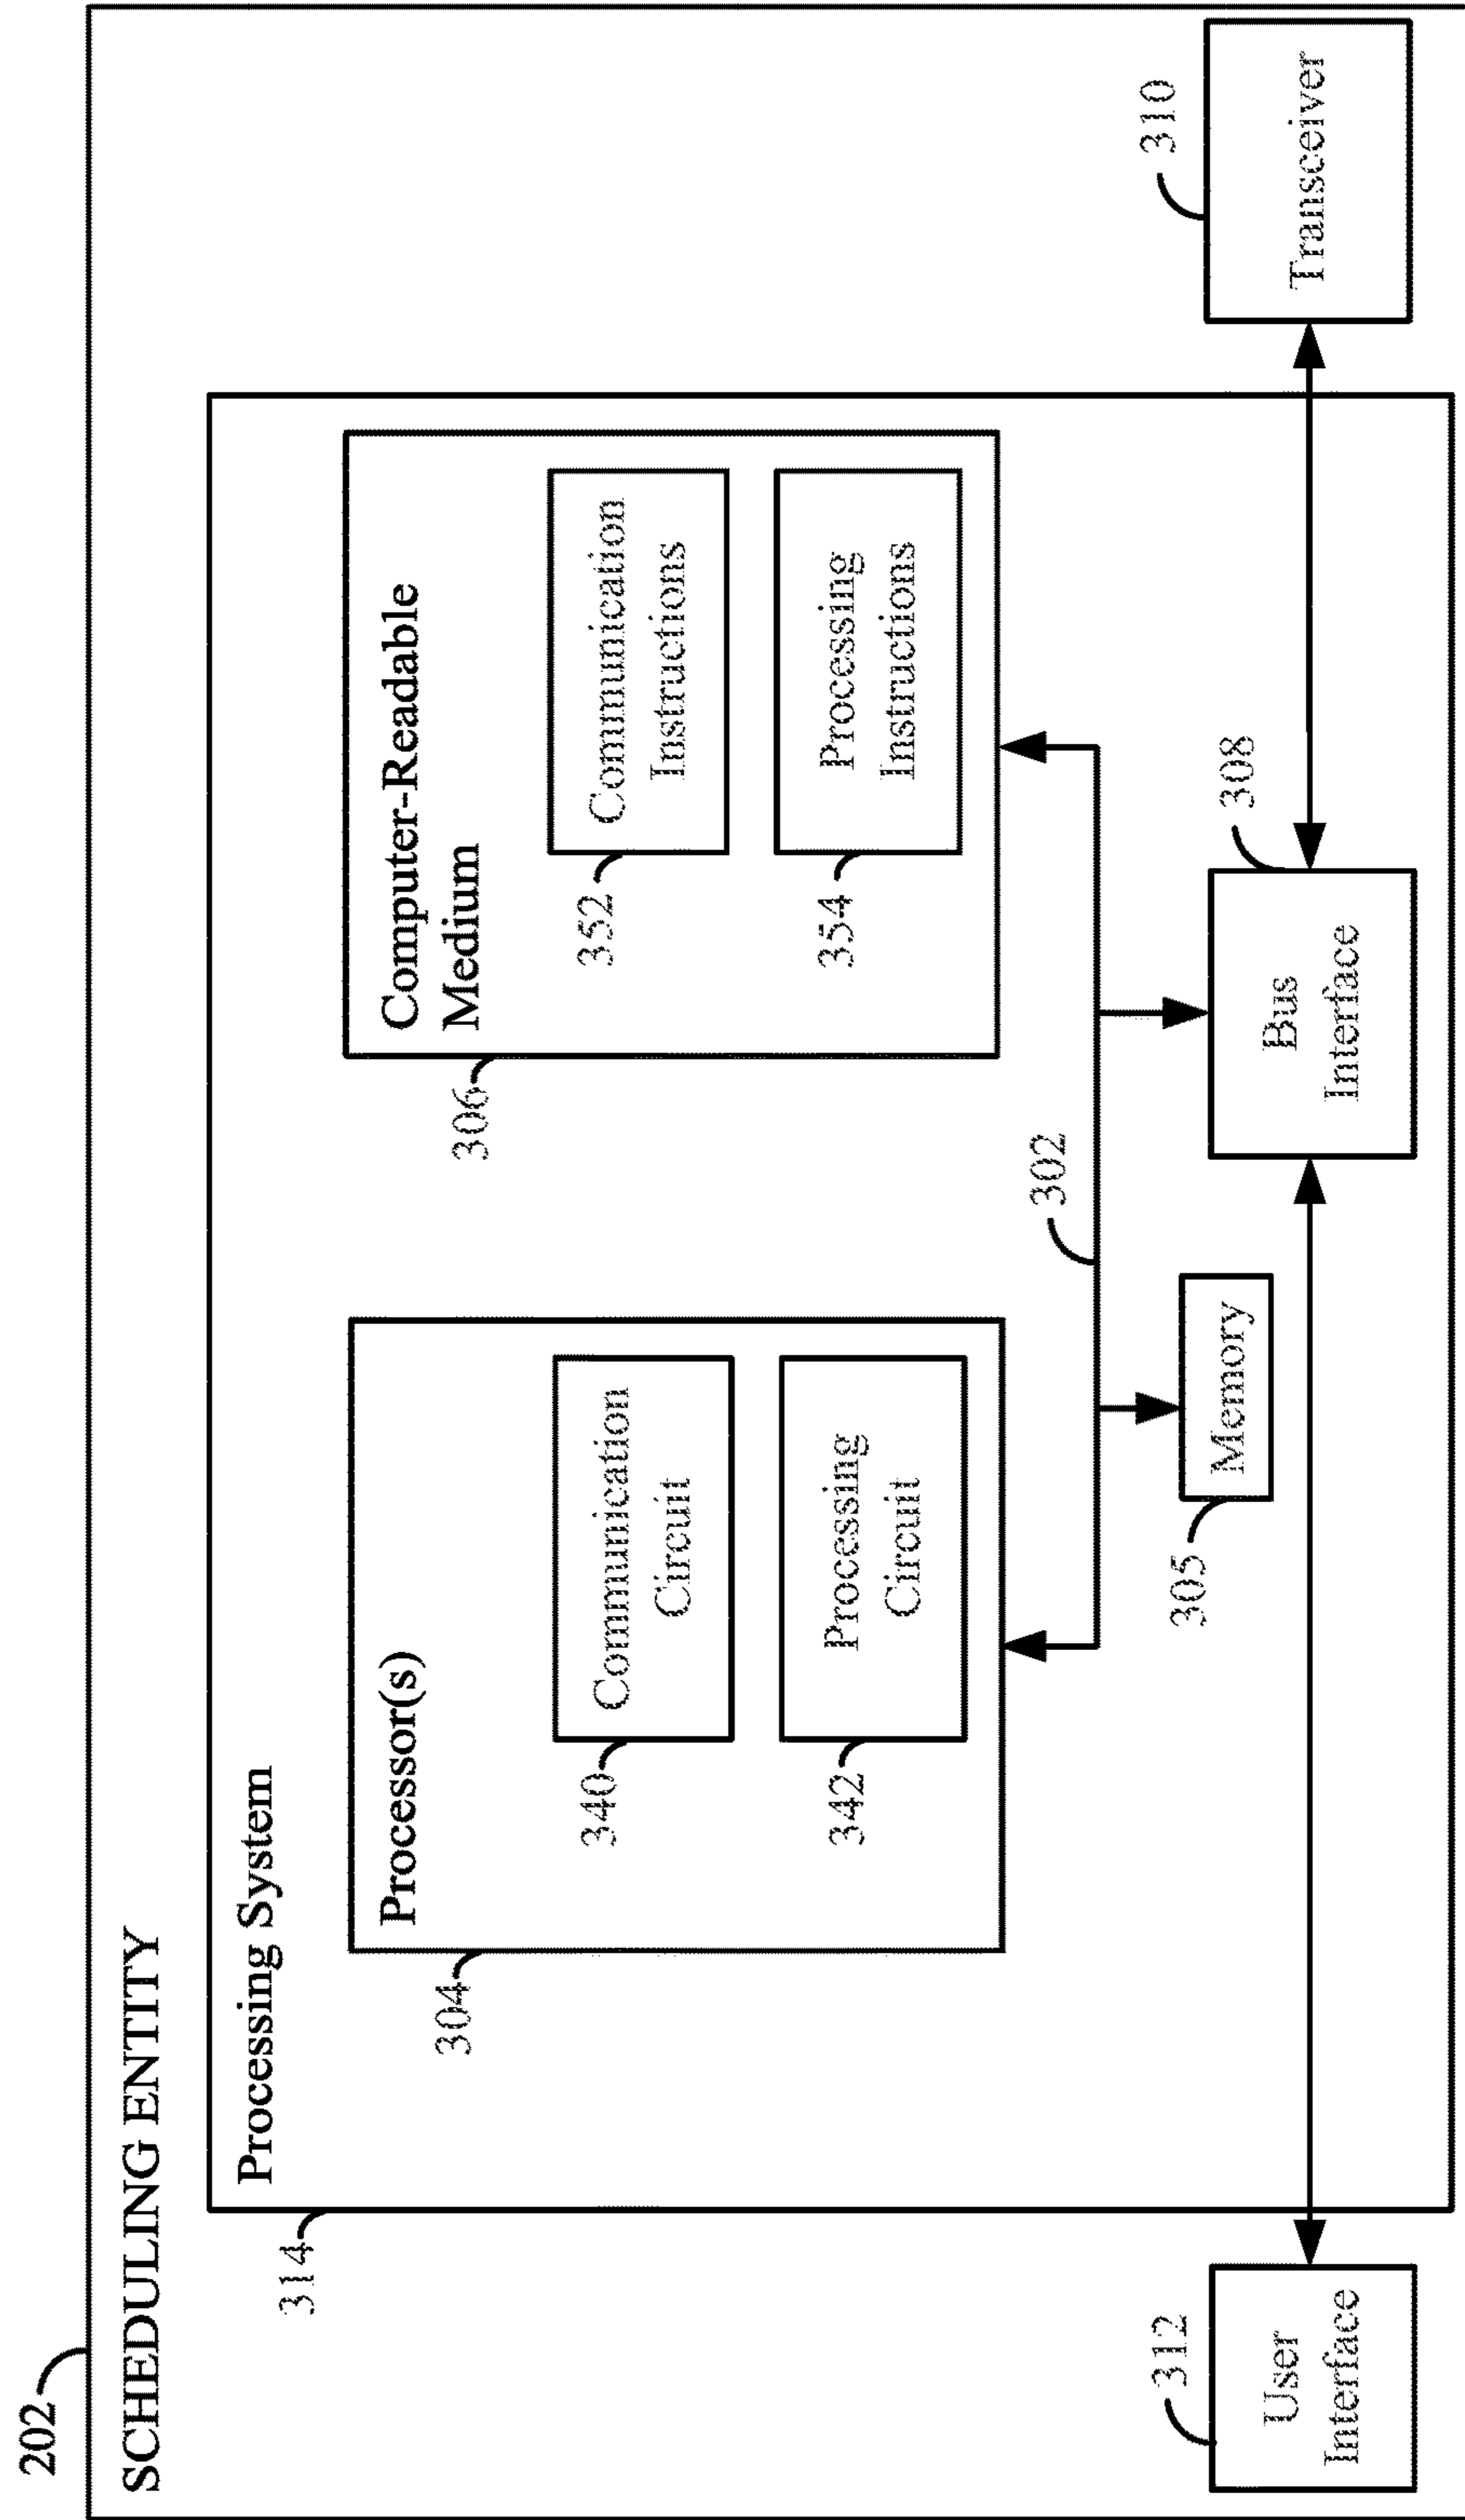 202
SCHEDULING ENTITY
314
Processing System
304
Processor(s)
340
Communication
Circuit
342
Processing
Circuit
306
Computer-Readable
Medium
352
Communication
Instructions
354
Processing
Instructions
302
305
Memory
308
Bus
Interface
312
User
Interface
310
Transceiver